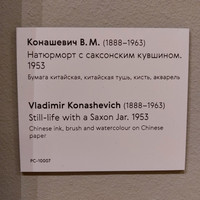 Конашевич В. М. (1888–1963)
Натюрморт с саксонским кувшином.
1953
Бумага китайская, китайская тушь, кисть, акварель
Vladimir Konashevich (1888–1963)
Still-life with a Saxon Jar. 1953
Chinese ink, brush and watercolour on Chinese
paper
РС-10007